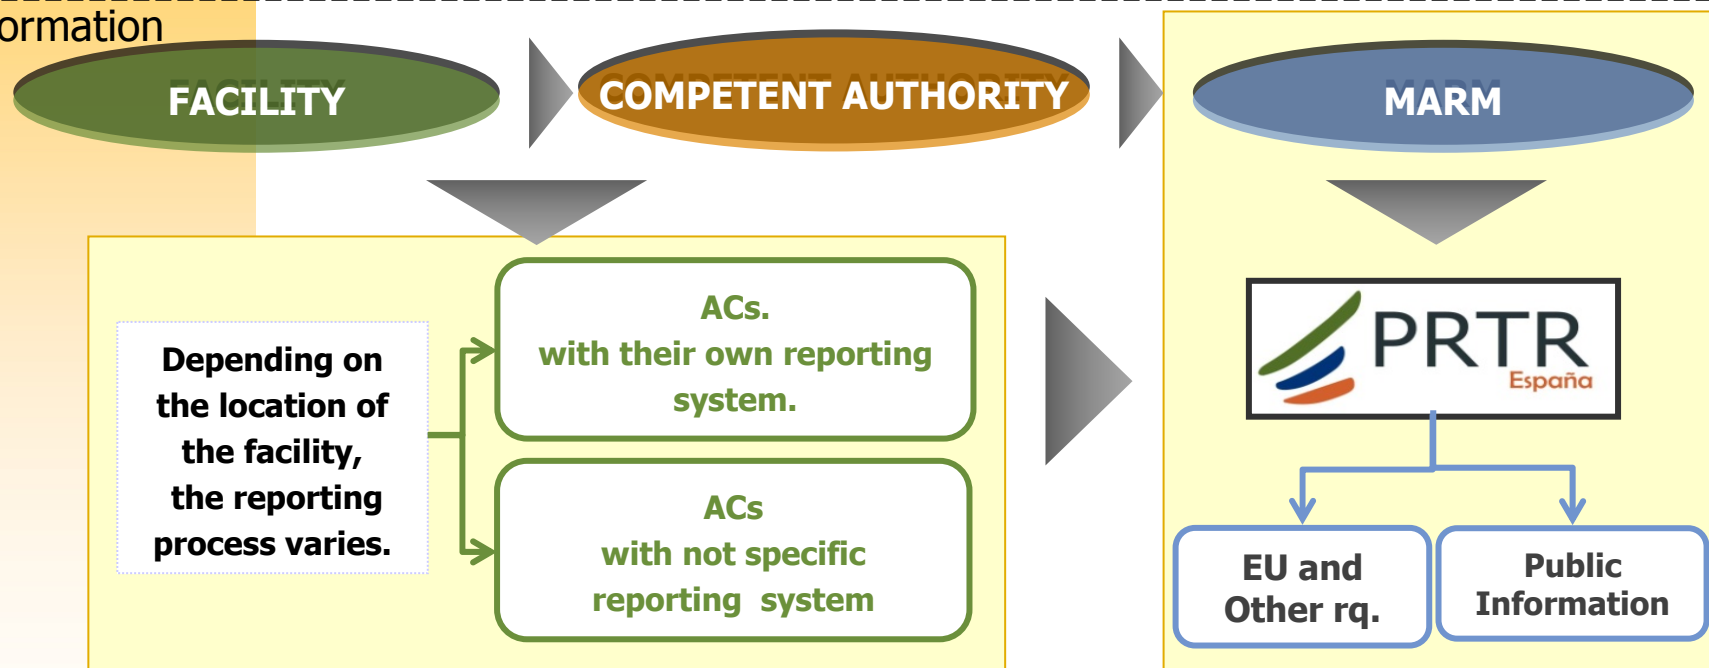 ormation
FACILITY
COMPETENT AUTHORITY
MARM
Depending on
the location of
the facility,
the reporting
process varies.
ACs.
with their own reporting
system.
ACs
with not specific
reporting system
PRTR
España
EU and
Other rq.
Public
Information